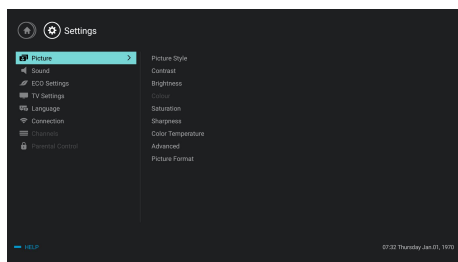 Settings
Picture
Sound
ECO Settings
TV Settings
Language
Connection
Channels
Parental Control
Picture Style
Contrast
Brightness
Colour
Saturation
Sharpness
Color Temperature
Advanced
Picture Format
HELP
07:32 Thursday Jan.01, 1970